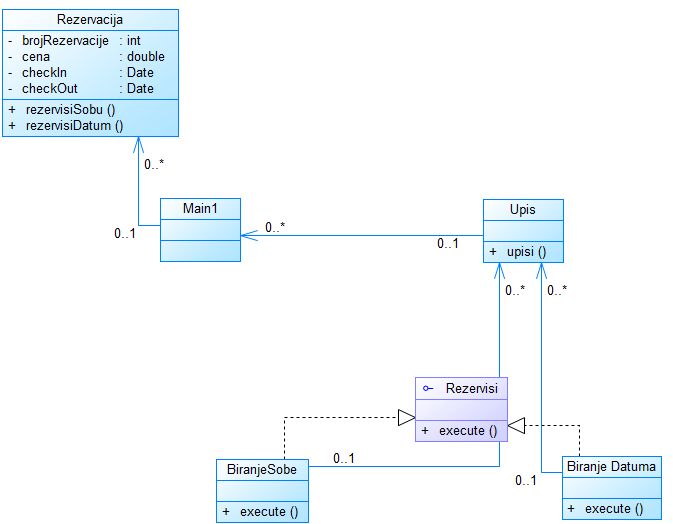 Rezervacija
- brojRezervacije : int
- cena : double
- checkIn : Date
- checkOut : Date
+ rezervisiSobu ()
+ rezervisiDatum ()
0..*
Main1
0..1
0..*
Upis
0..1
+ upisi ()
0..*
0..*
Rezervisi
+ execute ()
0..1
BiranjeSobe
+ execute ()
0..1
Biranje Datuma
+ execute ()